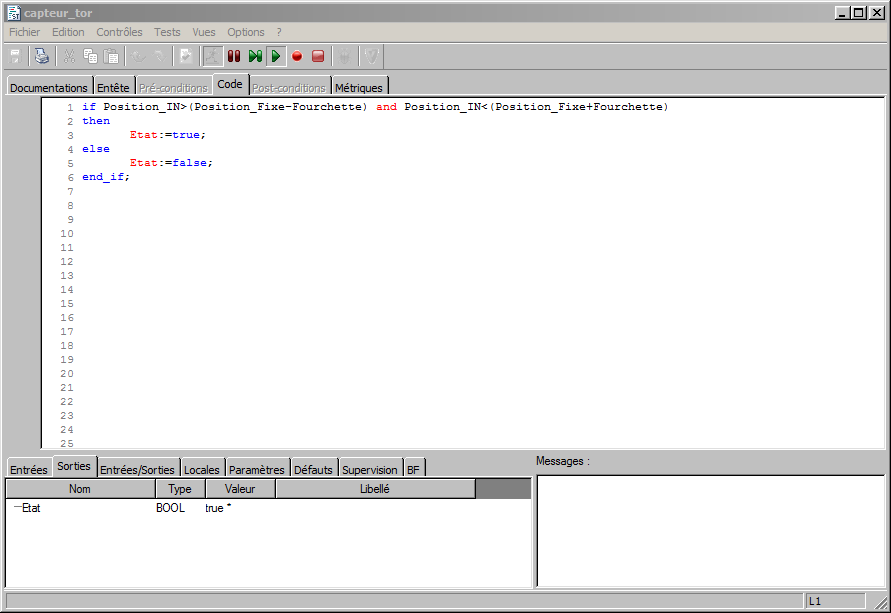 capteur_tor
Fichier Edition Contrôles Tests Vues Options ?
Documentations Entête Pré-conditions Code Post-conditions Métriques
1 if Position_IN>(Position_Fixe-Fourchette) and Position_IN<(Position_Fixe+Fourchette)
2 then
3 Etat:=true;
4 else
5 Etat:=false;
6 end_if;
7
8
9
10
11
12
13
14
15
16
17
18
19
20
21
22
23
24
25
Entrées Sorties Entrées/Sorties Locales Paramètres Défauts Supervision BF
Messages :
Nom Type Valeur Libellé
Etat BOOL true *
L1